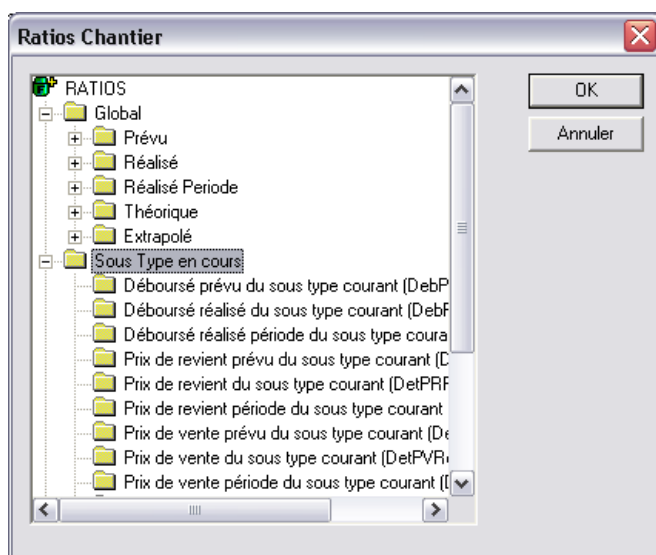 Ratios Chantier
RATIOS
OK
Global
Annuler
Prévu
Réalisé
Réalisé Periode
Théorique
Extrapolé
Sous Type en cours
Déboursé prévu du sous type courant (DebP
Déboursé réalisé du sous type courant (DebF
Déboursé réalisé période du sous type coura
Prix de revient prévu du sous type courant (D
Prix de revient du sous type courant (DetPRF
Prix de revient période du sous type courant
Prix de vente prévu du sous type courant (De
Prix de vente du sous type courant (DetPVR
Prix de vente période du sous type courant (D